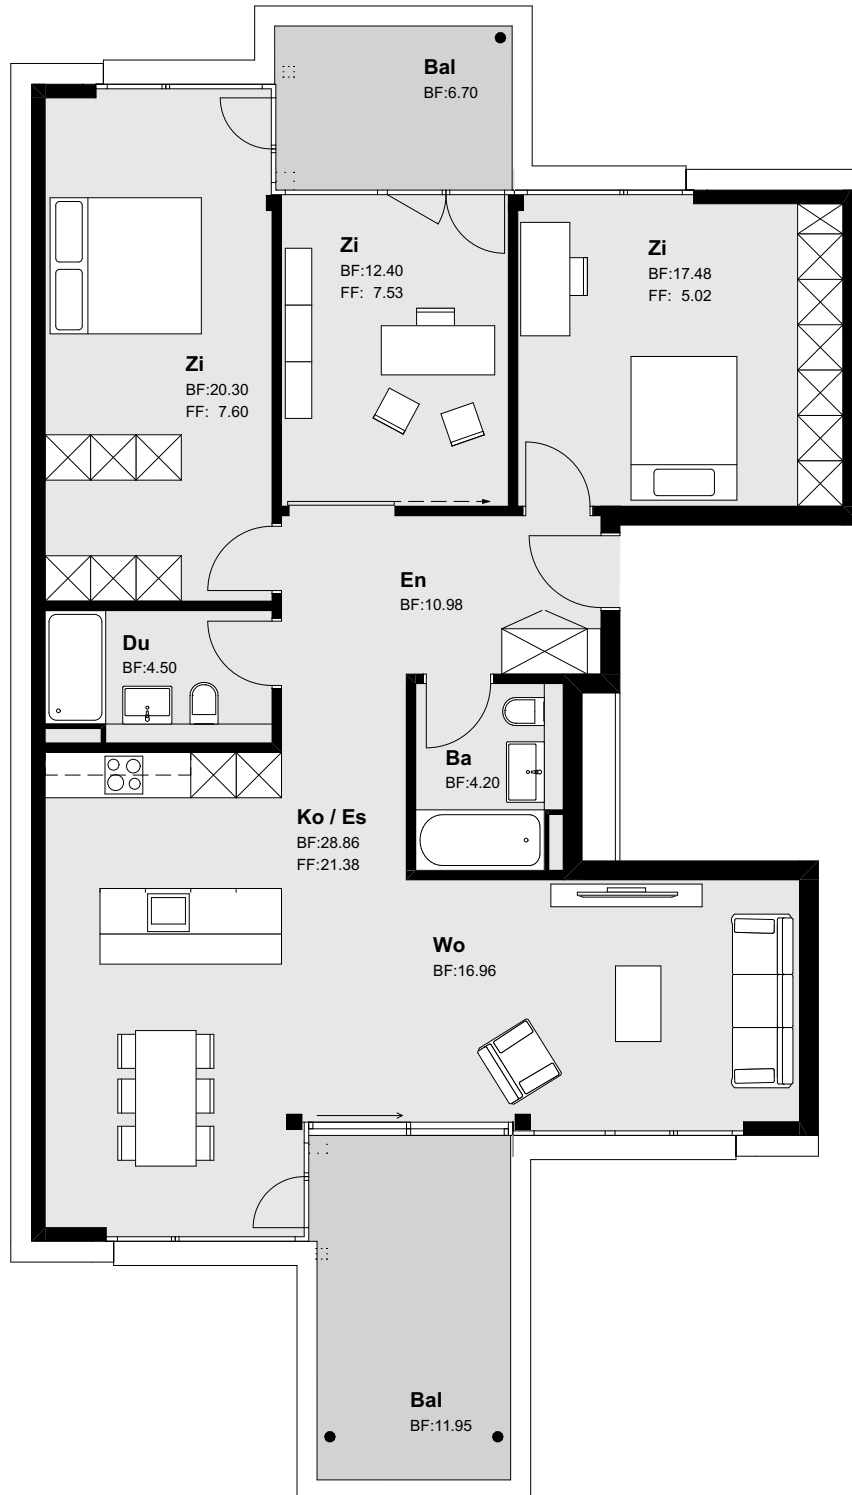 Bal
BF:6.70
Zi
BF:12.40
FF: 7.53
Zi
BF:17.48
FF: 5.02
Zi
BF:20.30
FF: 7.60
En
BF:10.98
Du
BF:4.50
Ba
BF:4.20
Ko / Es
BF:28.86
FF:21.38
Wo
BF:16.96
Bal
BF:11.95